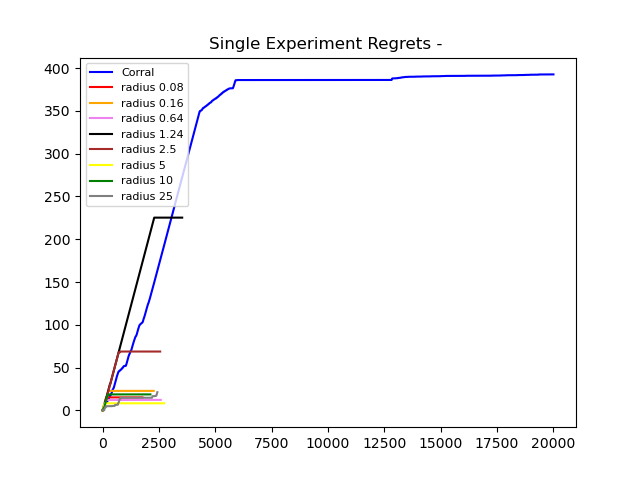 Single Experiment Regrets -
400
350
300
250
200
150
100
50
0
Corral
radius 0.08
radius 0.16
radius 0.64
radius 1.24
radius 2.5
radius 5
radius 10
radius 25
0 2500 5000 7500 10000 12500 15000 17500 20000